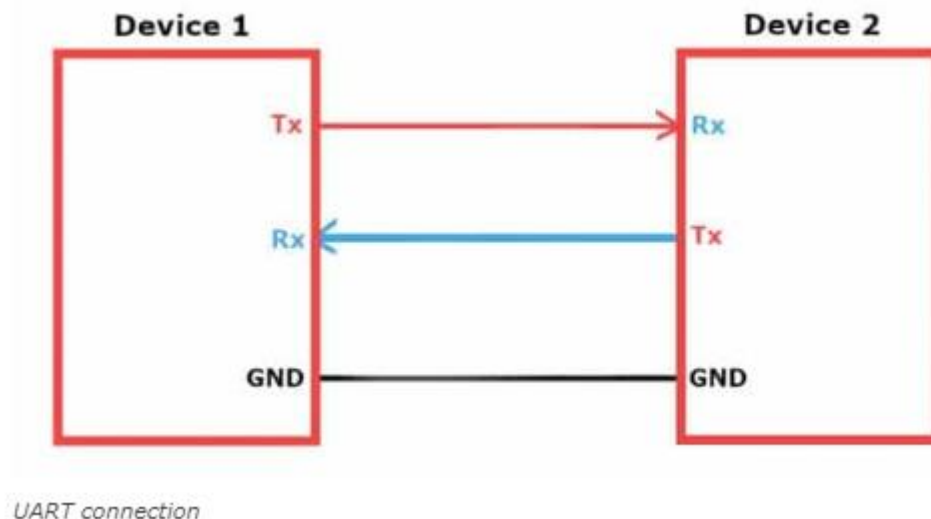 Device 1 Device 2
Tx Rx
Rx Tx
GND GND
UART connection